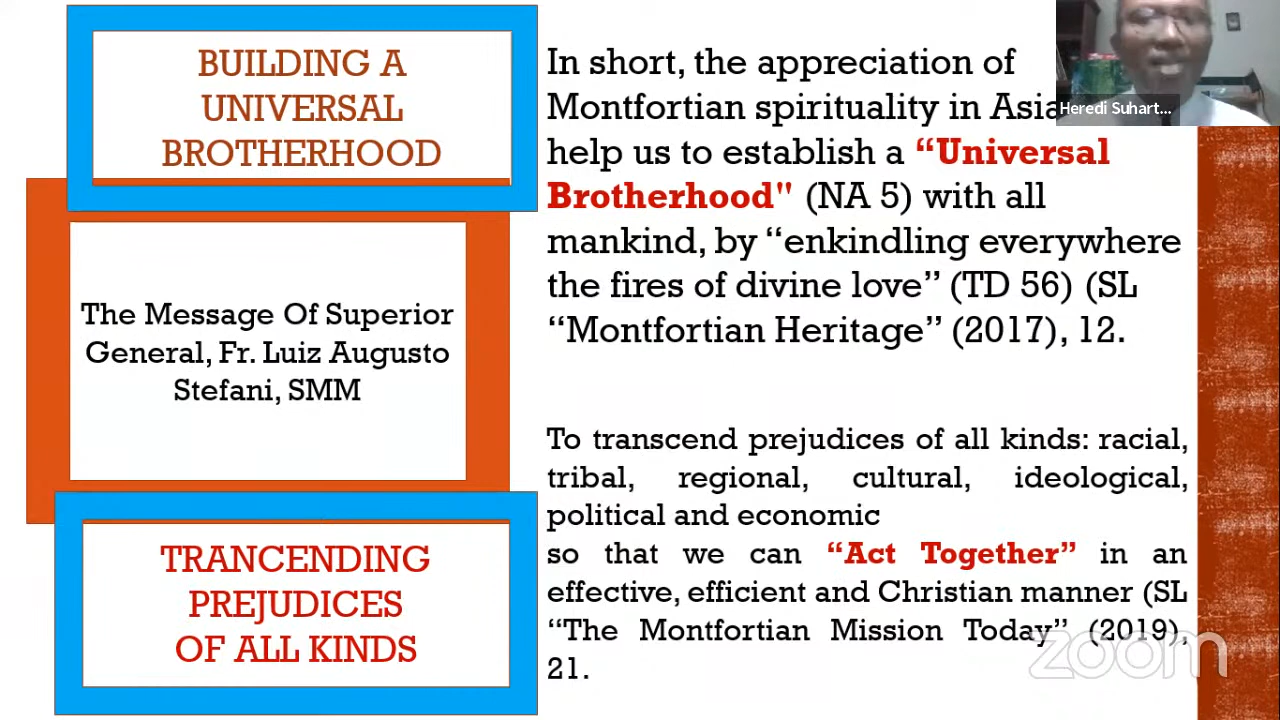 BUILDING A
UNIVERSAL
BROTHERHOOD
The Message Of Superior
General, Fr. Luiz Augusto
Stefani, SMM
TRANCENDING
PREJUDICES
OF ALL KINDS
In short, the appreciation of
Montfortian spirituality in Asia
help us to establish a “Universal
Brotherhood" (NA 5) with all
mankind, by “enkindling everywhere
the fires of divine love” (TD 56) (SL
“Montfortian Heritage” (2017), 12.
To transcend prejudices of all kinds: racial,
tribal, regional, cultural, ideological,
political and economic
so that we can “Act Together” in an
effective, efficient and Christian manner (SL
“The Montfortian Mission Today” (2019),
21.
Heredi Suhart...
zoom